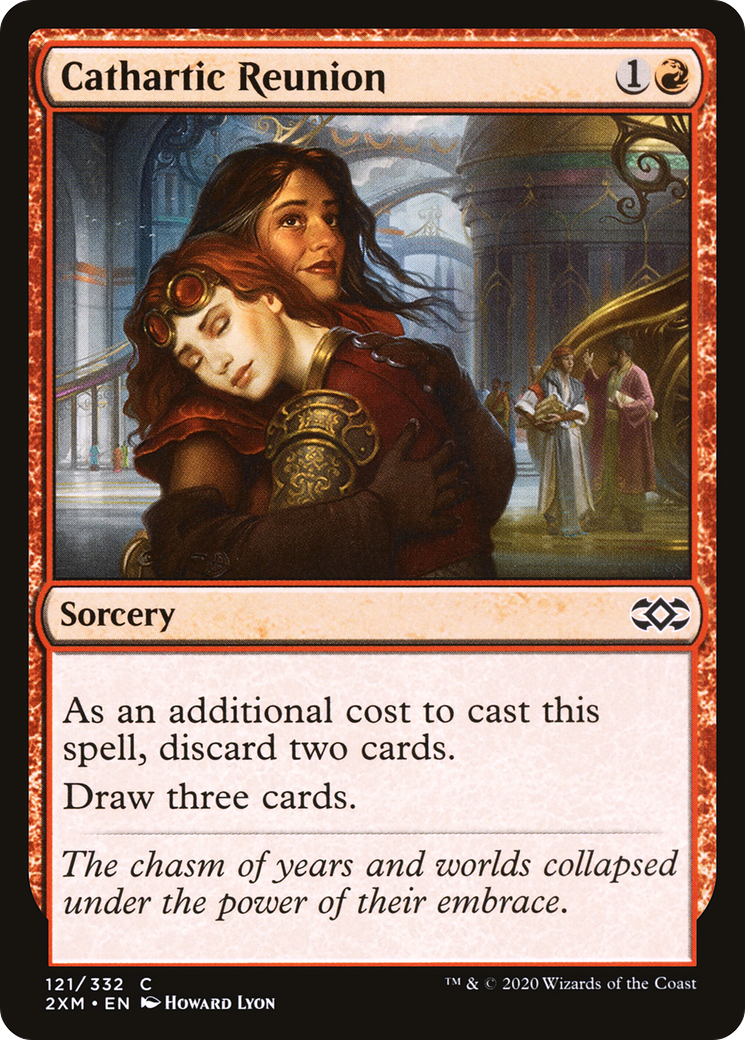 Cathartic Reunion 1
Sorcery
As an additional cost to cast this
spell, discard two cards.
Draw three cards.
The chasm of years and worlds collapsed
under the power of their embrace.
121/332 C
2XM • EN Howard Lyon
™ & © 2020 Wizards of the Coast